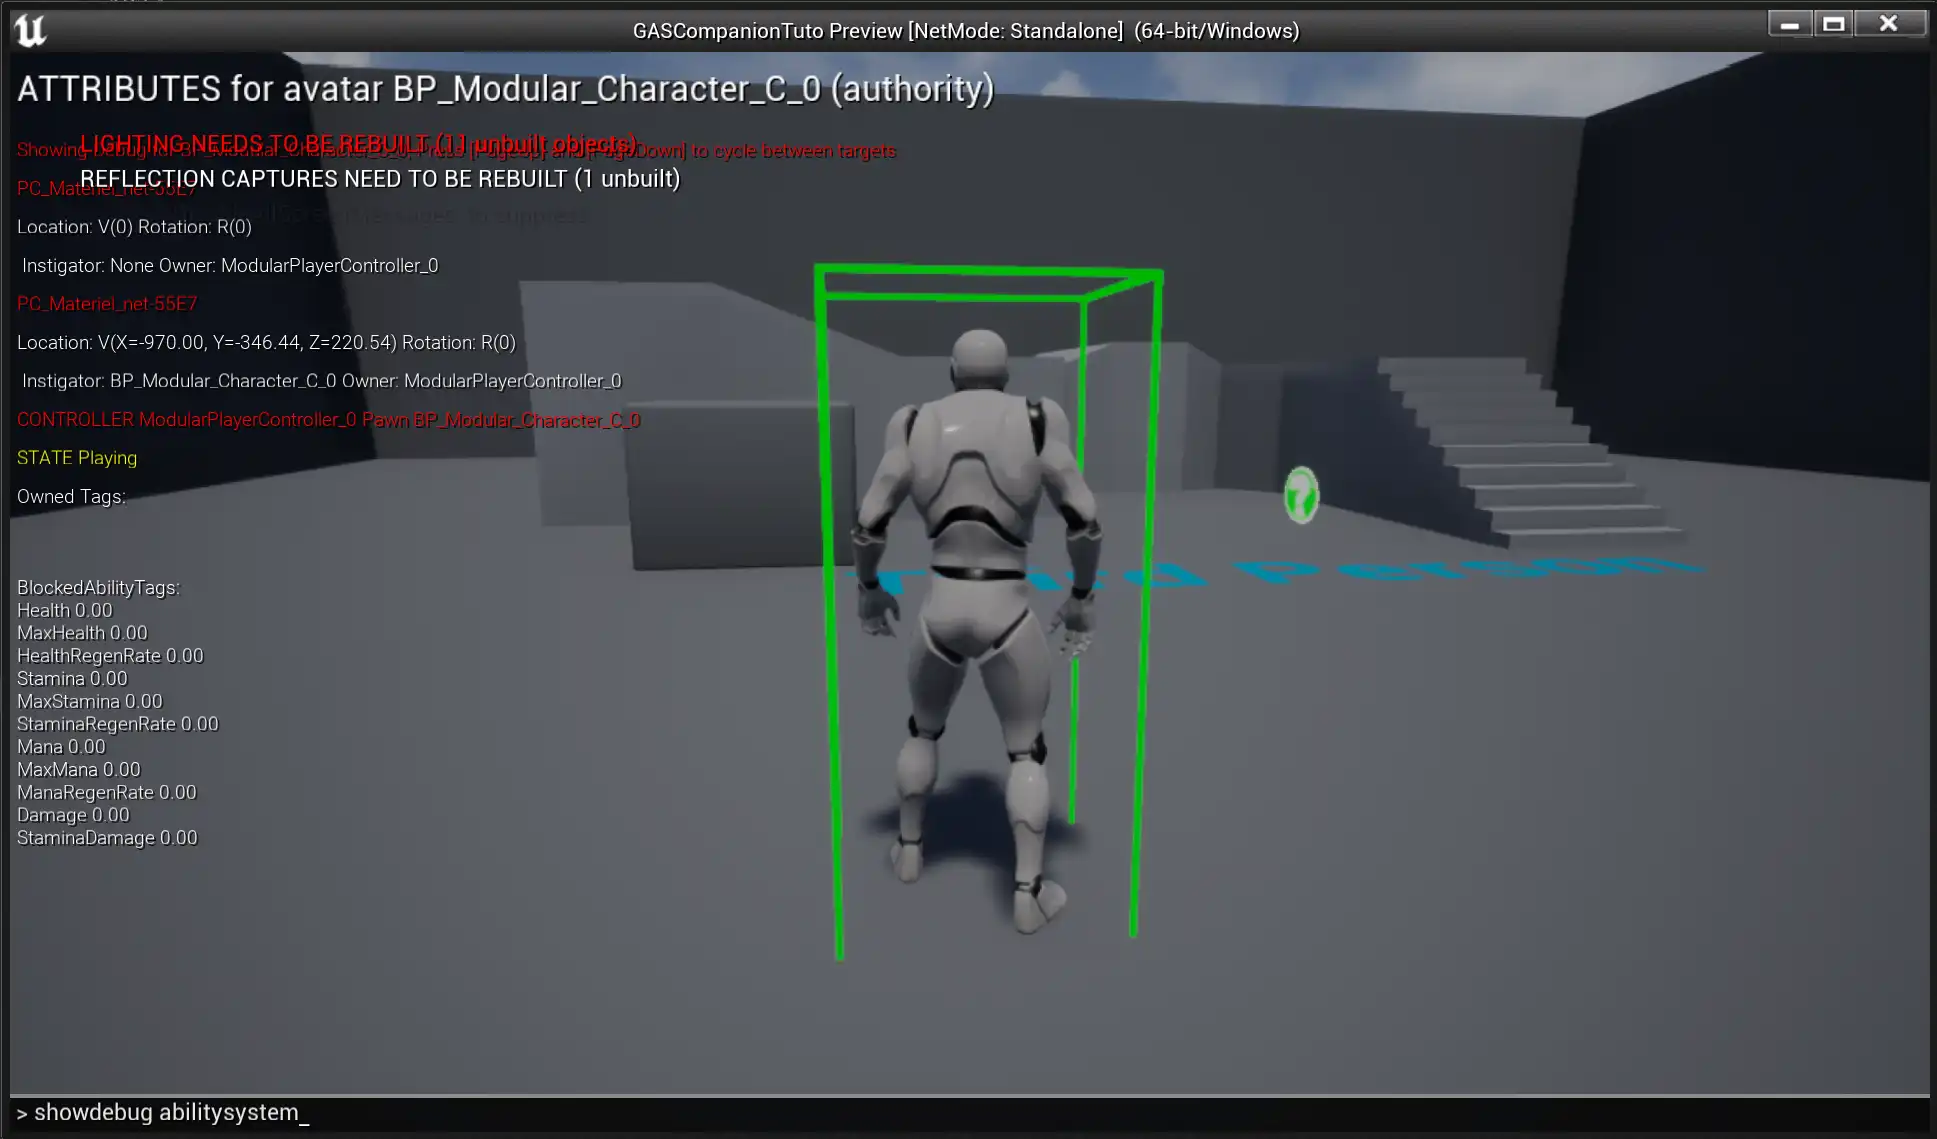 GASCompanionTuto Preview [NetMode: Standalone] (64-bit/Windows)
ATTRIBUTES for avatar BP_Modular_Character_C_0 (authority)
LIGHTING NEEDS TO BE REBUILT (11 unbuilt objects)
Showing Debug for BP_Modular_Character_C_0, Press [PageUp] and [PageDown] to cycle between targets
REFLECTION CAPTURES NEED TO BE REBUILT (1 unbuilt)
PC_Materiel_net-55E7
Location: V(0) Rotation: R(0)
Instigator: None Owner: ModularPlayerController_0
PC_Materiel_net-55E7
Location: V(X=-970.00, Y=-346.44, Z=220.54) Rotation: R(0)
Instigator: BP_Modular_Character_C_0 Owner: ModularPlayerController_0
CONTROLLER ModularPlayerController_0 Pawn BP_Modular_Character_C_0
STATE Playing
Owned Tags:
Third Person
BlockedAbilityTags:
Health 0.00
MaxHealth 0.00
HealthRegenRate 0.00
Stamina 0.00
MaxStamina 0.00
StaminaRegenRate 0.00
Mana 0.00
MaxMana 0.00
ManaRegenRate 0.00
Damage 0.00
StaminaDamage 0.00
> showdebug abilitysystem_